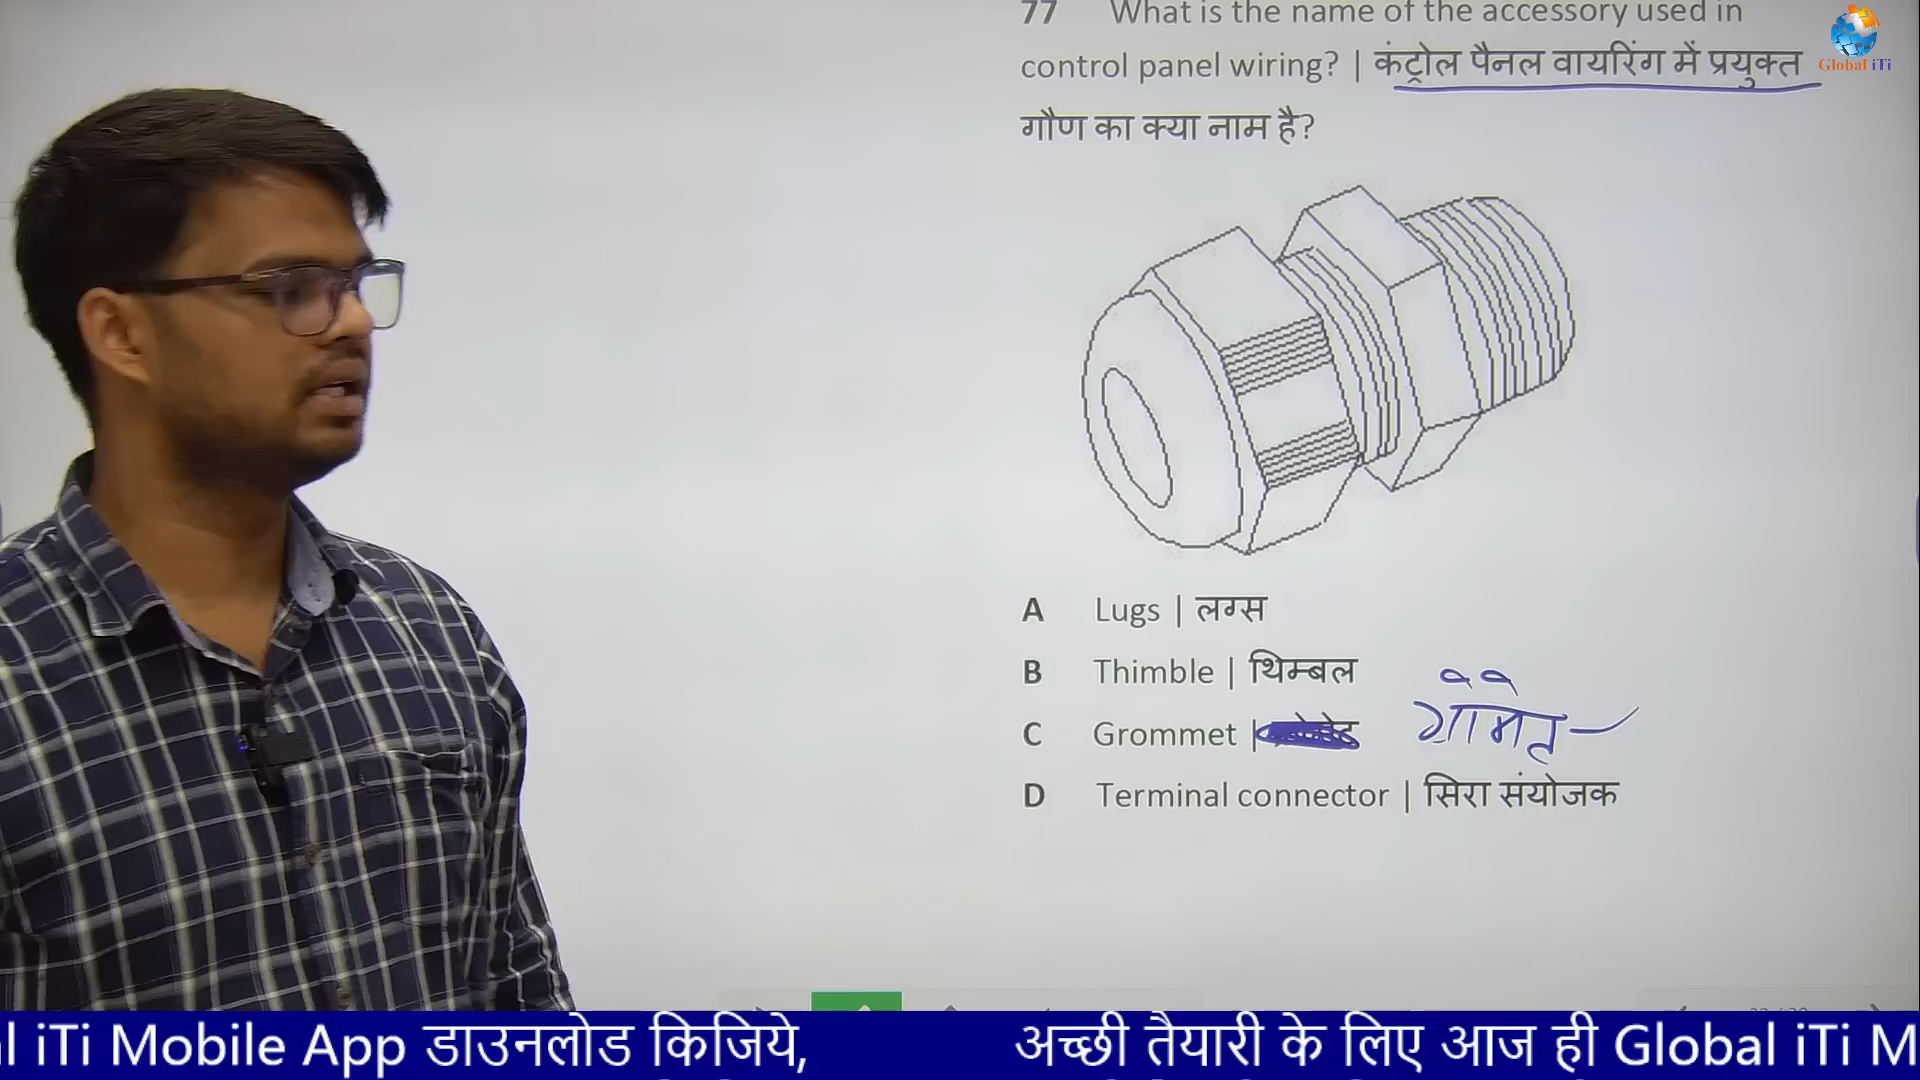 77 What is the name of the accessory used in
control panel wiring? | कंट्रोल पैनल वायरिंग में प्रयुक्त
गौण का क्या नाम है?
Global iTi
A Lugs | लग्स
B Thimble | थिम्बल
C Grommet |
D Terminal connector | सिरा संयोजक
l iTi Mobile App डाउनलोड किजिये, अच्छी तैयारी के लिए आज ही Global iTi M